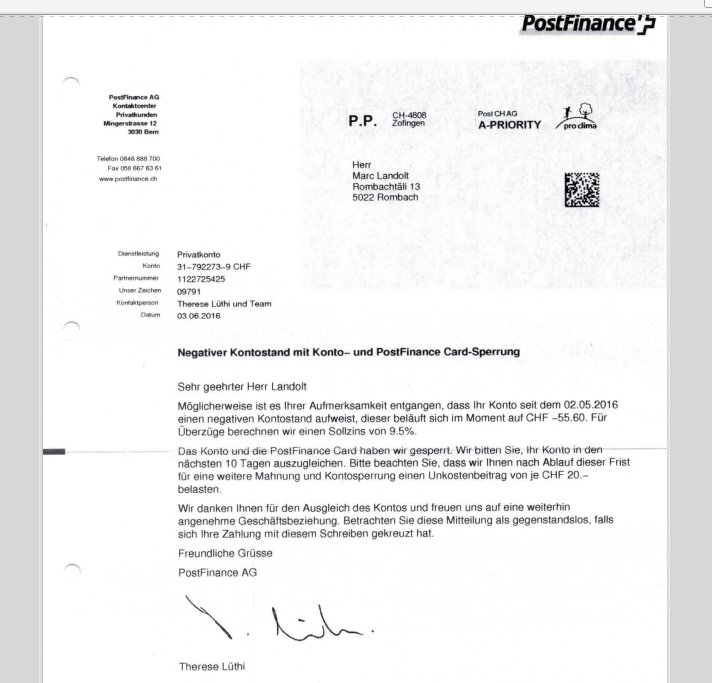 PostFinance
PostFinance AG
Kontaktcenter
Privatkunden
Mingerstrasse 12
3030 Bern
Telefon 0848 888 700
Fax 058 667 63 61
www.postfinance.ch
P.P.
CH-4808
Zofingen
Post CH AG
A-PRIORITY
pro clima
Herr
Marc Landolt
Rombachtäli 13
5022 Rombach
Dienstleistung Privatkonto
Konto 31-792273-9 CHF
Partnernummer 1122725425
Unser Zeichen 09791
Kontaktperson Therese Lüthi und Team
Datum 03.06.2016
Negativer Kontostand mit Konto- und PostFinance Card-Sperrung
Sehr geehrter Herr Landolt
Möglicherweise ist es Ihrer Aufmerksamkeit entgangen, dass Ihr Konto seit dem 02.05.2016
einen negativen Kontostand aufweist, dieser beläuft sich im Moment auf CHF -55.60. Für
Überzüge berechnen wir einen Sollzins von 9.5%.
Das Konto und die PostFinance Card haben wir gesperrt. Wir bitten Sie, Ihr Konto in den
nächsten 10 Tagen auszugleichen. Bitte beachten Sie, dass wir Ihnen nach Ablauf dieser Frist
für eine weitere Mahnung und Kontosperrung einen Unkostenbeitrag von je CHF 20.-
belasten.
Wir danken Ihnen für den Ausgleich des Kontos und freuen uns auf eine weiterhin
angenehme Geschäftsbeziehung. Betrachten Sie diese Mitteilung als gegenstandslos, falls
sich Ihre Zahlung mit diesem Schreiben gekreuzt hat.
Freundliche Grüsse
PostFinance AG
Therese Lüthi